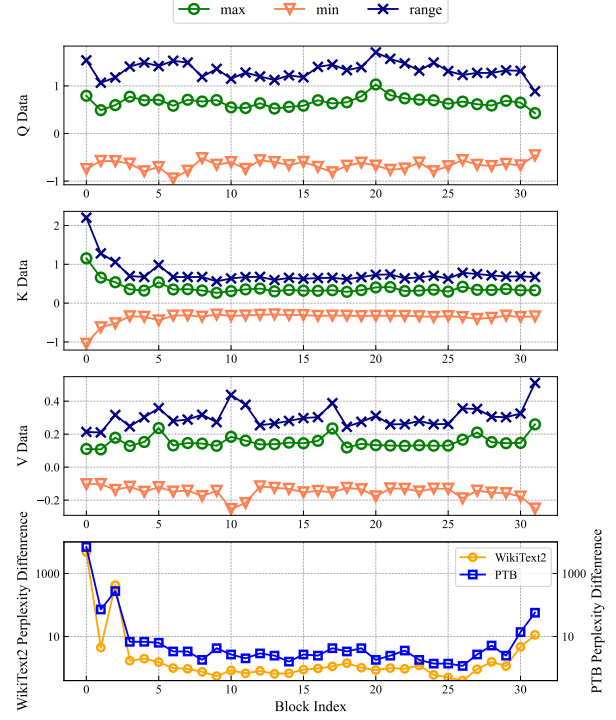 max min range
Q Data
1
0
−1
0 5 10 15 20 25 30
K Data
2
1
0
−1
0 5 10 15 20 25 30
V Data
0.4
0.2
0.0
−0.2
0 5 10 15 20 25 30
WikiText2 Perplexity Diffenrence
1000
10
WikiText2
PTB
1000
10
PTB Perplexity Diffenrence
0 5 10 15 20 25 30
Block Index